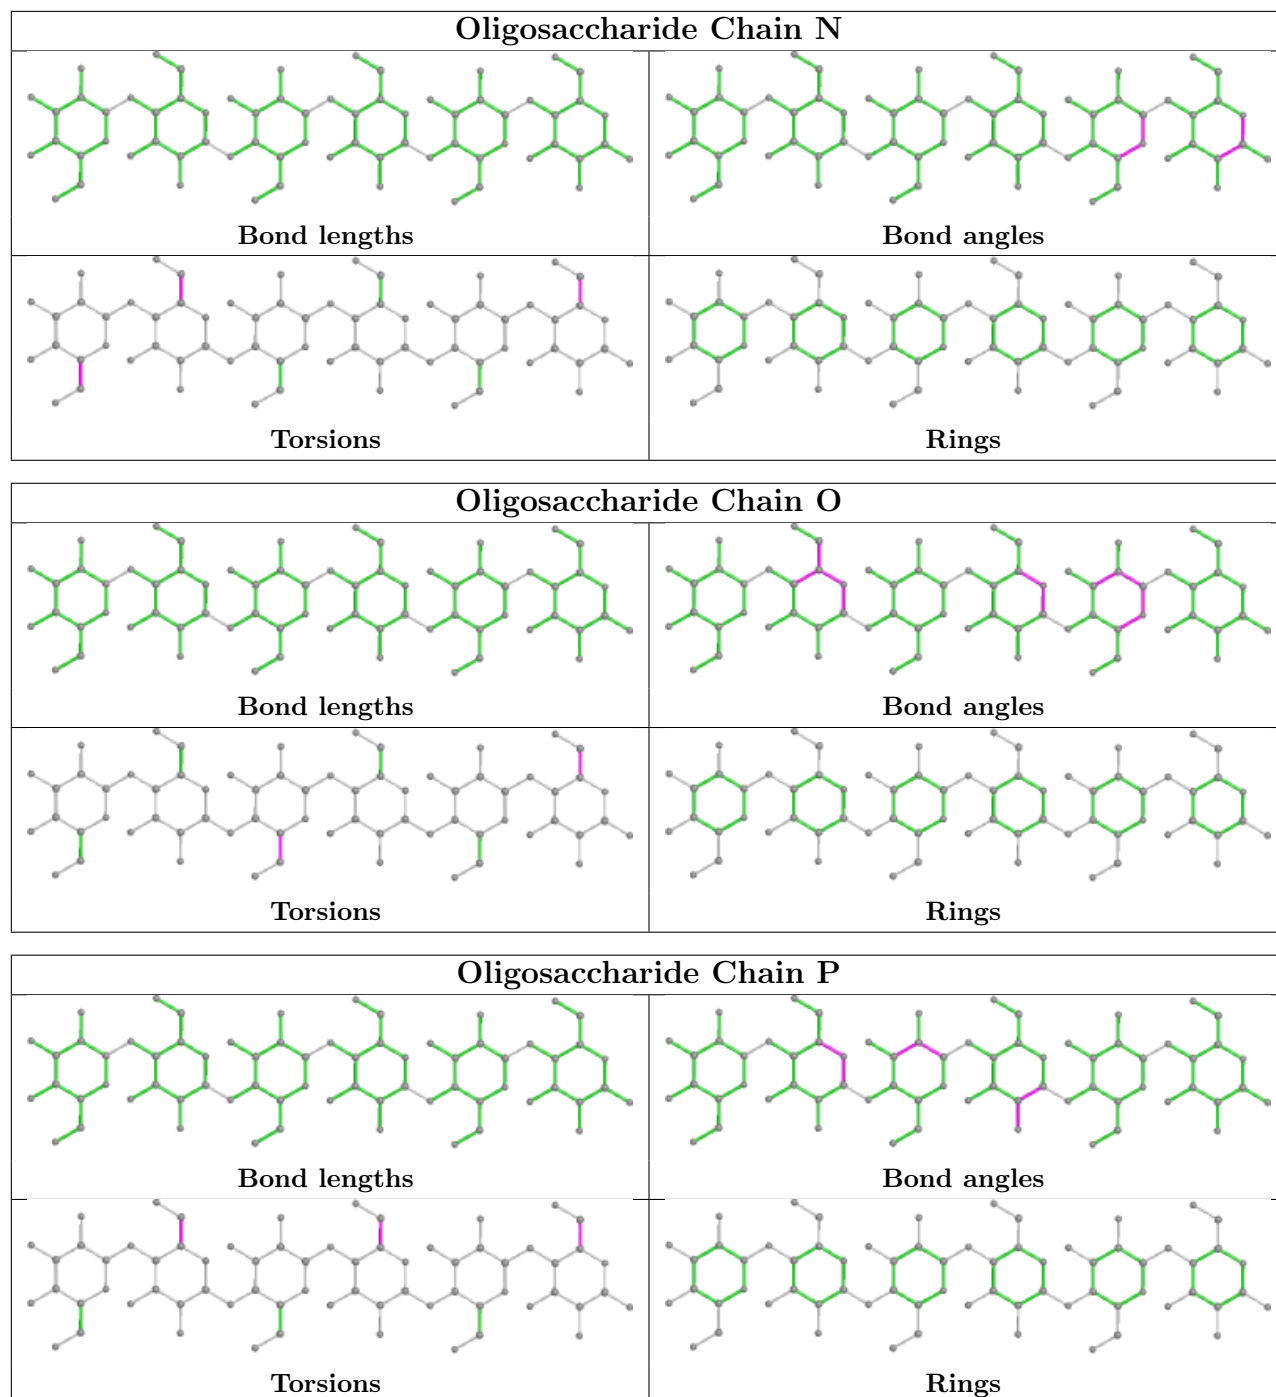 Oligosaccharide Chain N
Bond lengths
Bond angles
Torsions
Rings
Oligosaccharide Chain O
Bond lengths
Bond angles
Torsions
Rings
Oligosaccharide Chain P
Bond lengths
Bond angles
Torsions
Rings